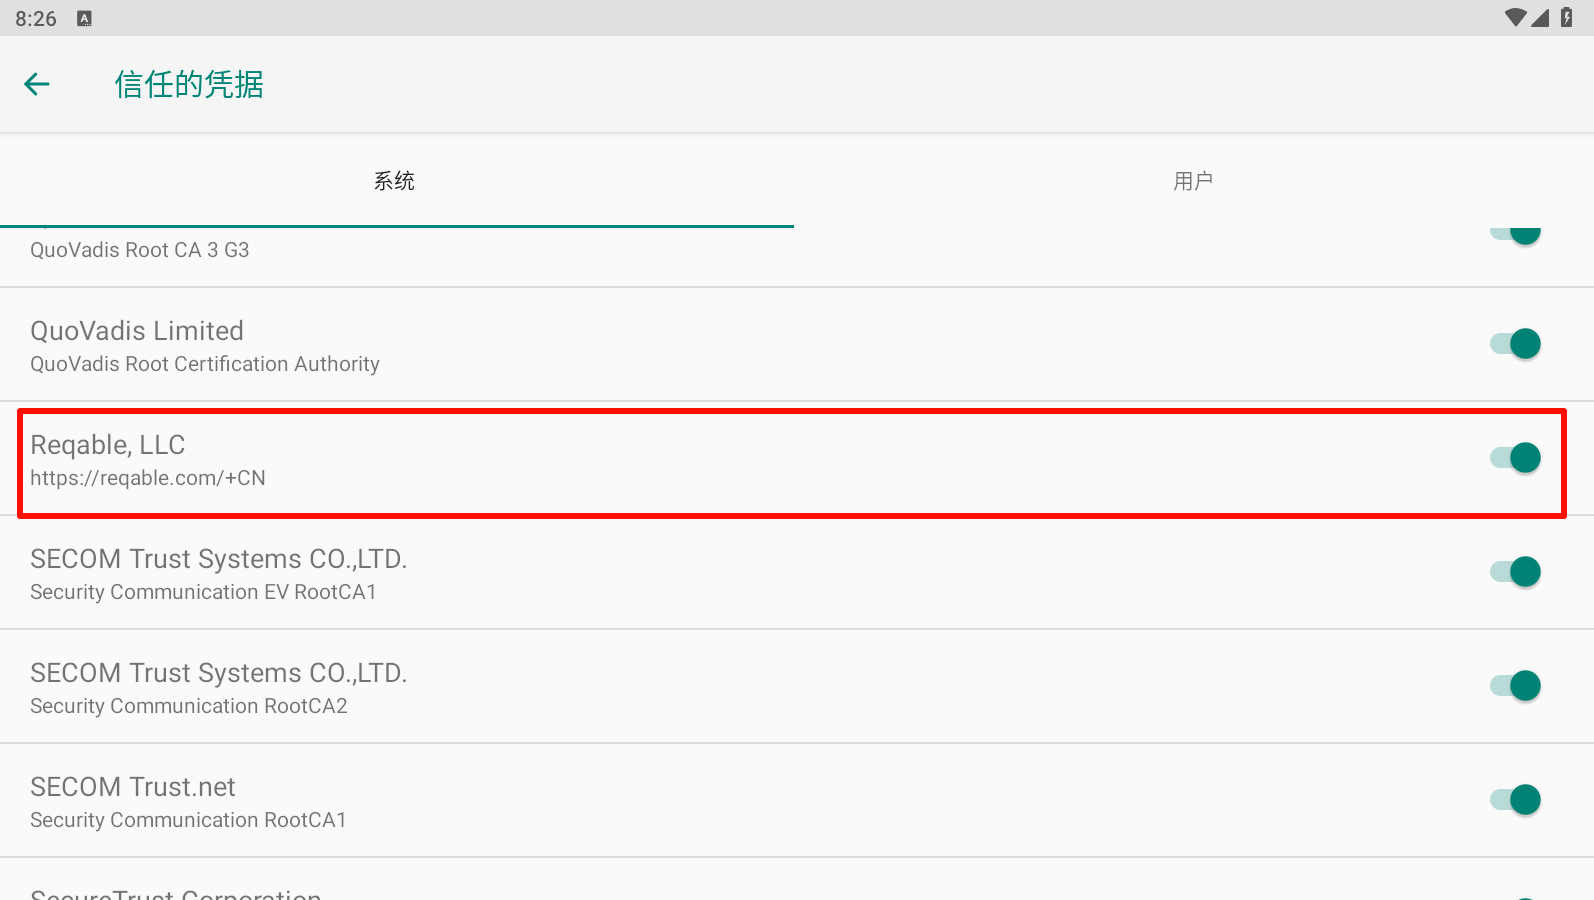 8:26
信任的凭据
系统
用户
QuoVadis Root CA 3 G3
QuoVadis Limited
QuoVadis Root Certification Authority
Reqable, LLC
https://reqable.com/+CN
SECOM Trust Systems CO.,LTD.
Security Communication EV RootCA1
SECOM Trust Systems CO.,LTD.
Security Communication RootCA2
SECOM Trust.net
Security Communication RootCA1
SecureTrust Corporation